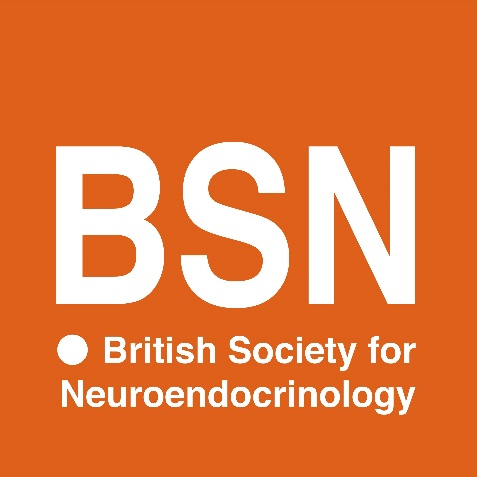 BSN
British Society for
Neuroendocrinology